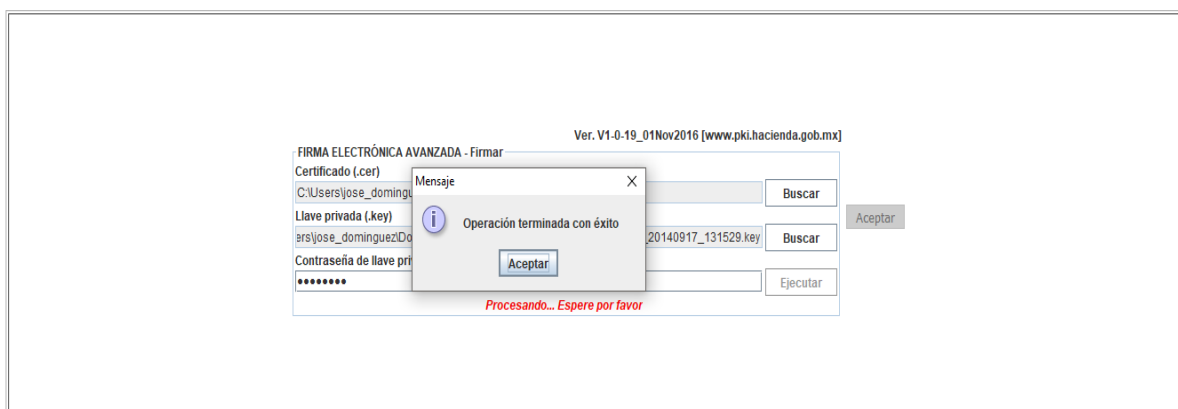 Ver. V1-0-19_01Nov2016 [www.pki.hacienda.gob.mx]
FIRMA ELECTRÓNICA AVANZADA - Firmar
Certificado (.cer)
C:\Users\jose_domingu
Buscar
Mensaje
X
Operación terminada con éxito
Aceptar
Llave privada (.key)
ers\jose_dominguez\Do
_20140917_131529.key
Buscar
Aceptar
Contraseña de llave pri
••••••••
Ejecutar
Procesando... Espere por favor